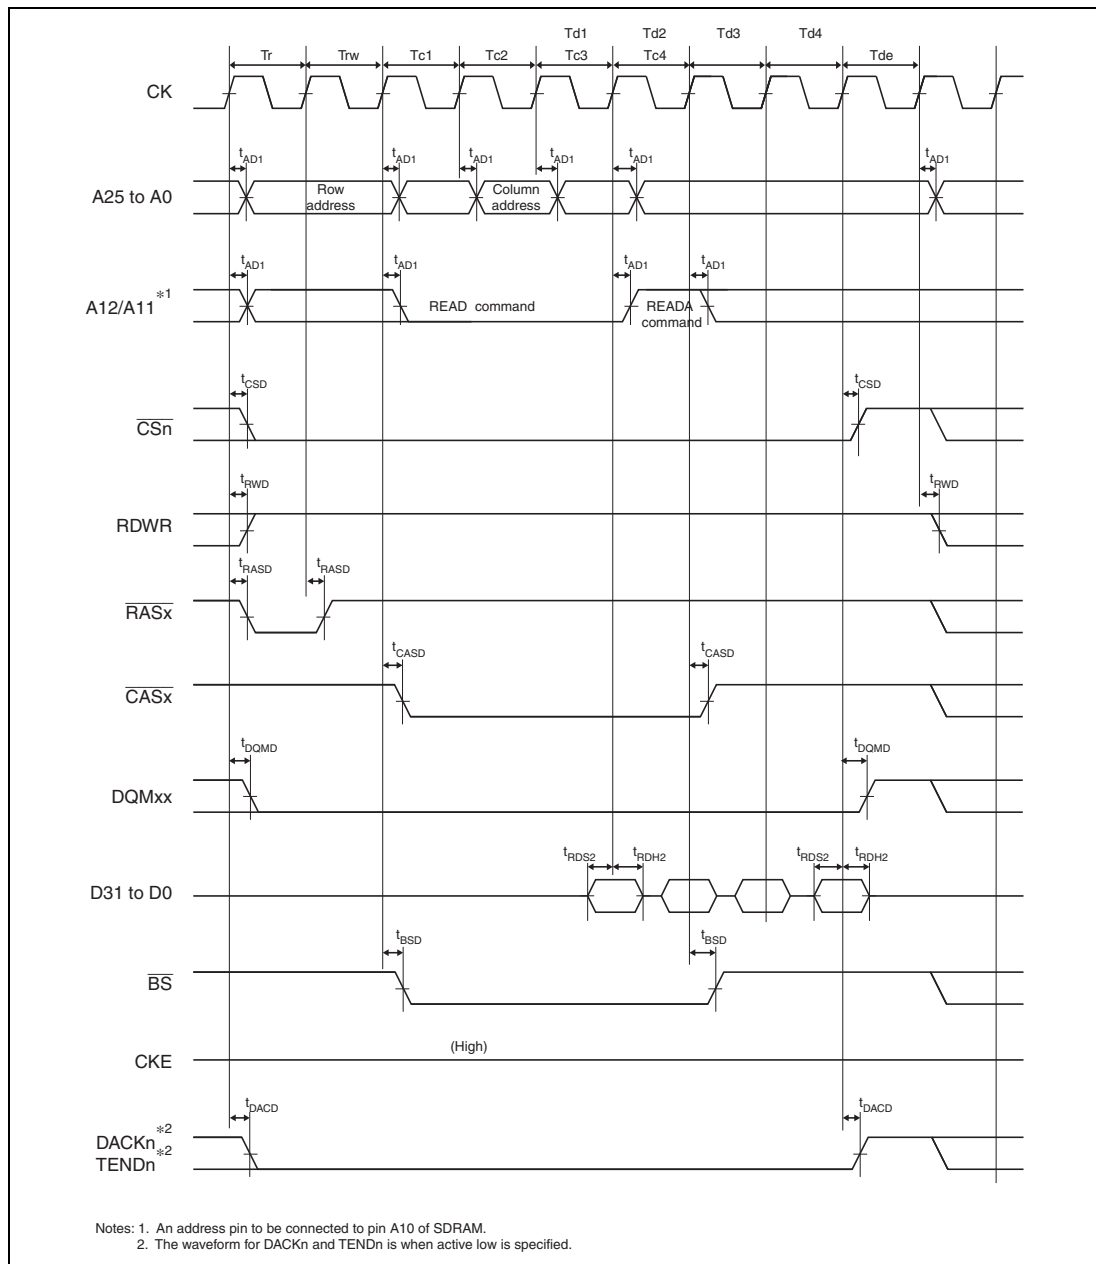 Td1 Td2 Td3 Td4
Tr Trw Tc1 Tc2 Tc3 Tc4 Tde
CK
tAD1 tAD1 tAD1 tAD1 tAD1 tAD1
A25 to A0
Row address
Column address
tAD1 tAD1 tAD1 tAD1
A12/A11 *1
READ command
READA command
tCSD tCSD
CSn
tRWD tRWD
RDWR
tRASD tRASD
RASx
tCASD tCASD
CASx
tDQMD tDQMD
DQMxx
tRDS2 tRDH2 tRDS2 tRDH2
D31 to D0
tBSD tBSD
BS
(High)
CKE
tDACD tDACD
DACKn *2
TENDn *2
Notes: 1. An address pin to be connected to pin A10 of SDRAM.
2. The waveform for DACKn and TENDn is when active low is specified.